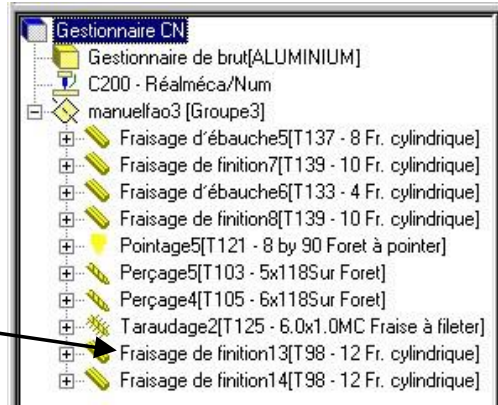 Gestionnaire CN
Gestionnaire de brut[ALUMINIUM]
C200 - Réalméca/Num
manuelfao3 [Groupe3]
Fraisage d'ébauche5[T137 - 8 Fr. cylindrique]
Fraisage de finition7[T139 - 10 Fr. cylindrique]
Fraisage d'ébauche6[T133 - 4 Fr. cylindrique]
Fraisage de finition8[T139 - 10 Fr. cylindrique]
Pointage5[T121 - 8 by 90 Foret à pointer]
Perçage5[T103 - 5x118Sur Foret]
Perçage4[T105 - 6x118Sur Foret]
Taraudage2[T125 - 6.0x1.0MC Fraise à fileter]
Fraisage de finition13[T98 - 12 Fr. cylindrique]
Fraisage de finition14[T98 - 12 Fr. cylindrique]